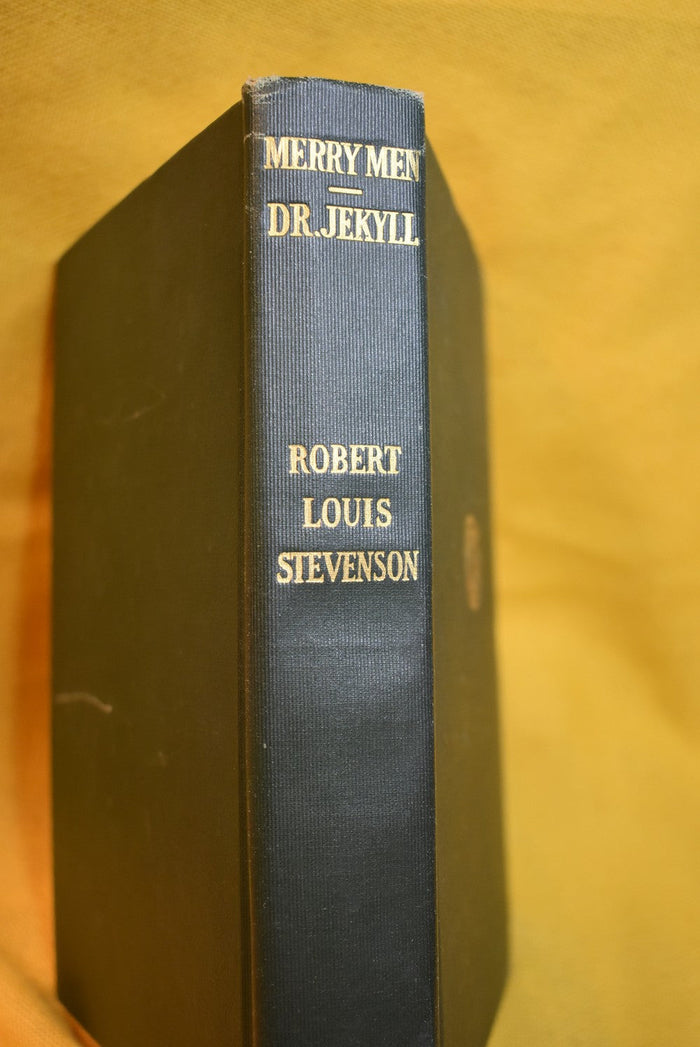 MERRY MEN
—
DR. JEKYLL
ROBERT
LOUIS
STEVENSON